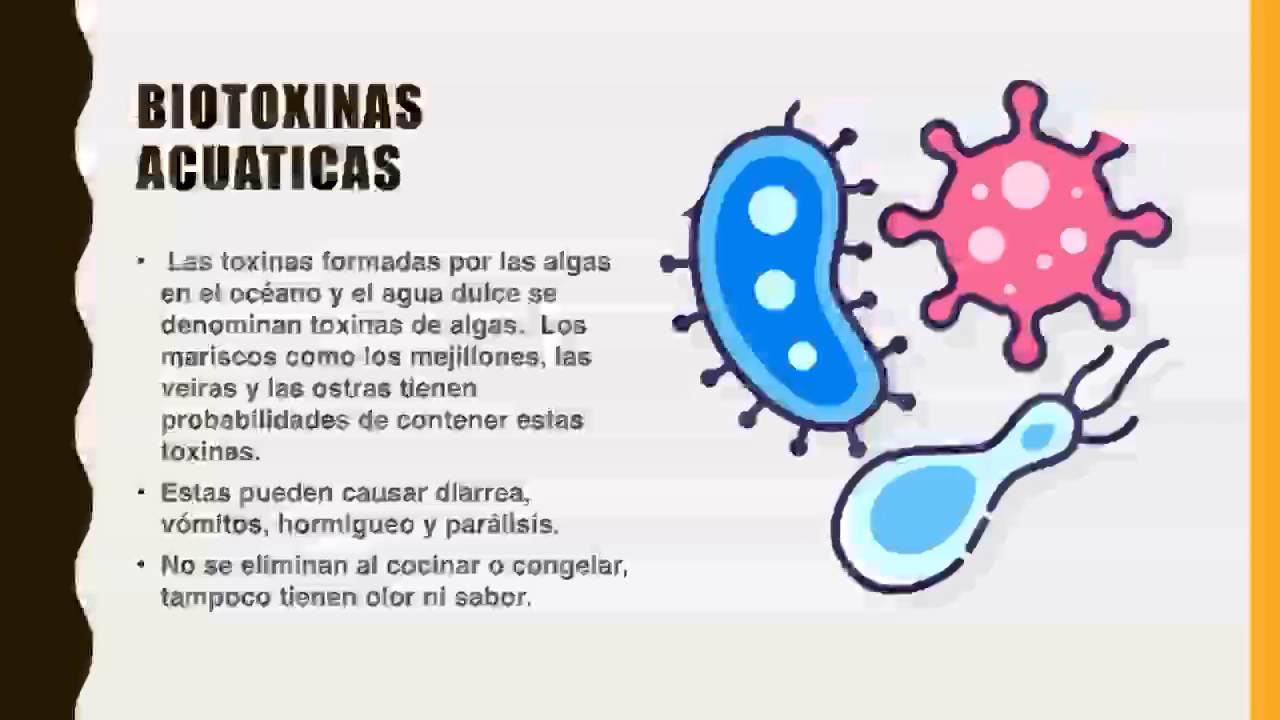 BIOTOXINAS
ACUATICAS
• Las toxinas formadas por las algas
en el océano y el agua dulce se
denominan toxinas de algas. Los
mariscos como los mejillones, las
veiras y las ostras tienen
probabilidades de contener estas
toxinas.
• Estas pueden causar diarrea,
vómitos, hormigueo y parálisis.
• No se eliminan al cocinar o congelar,
tampoco tienen olor ni sabor.